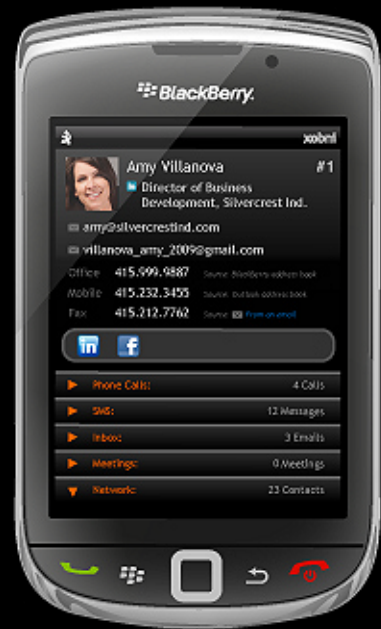 BlackBerry.
xobni
Amy Villanova #1
Director of Business
Development, Silvercrest Ind.
amy@silvercrestind.com
villanova_amy_2009@gmail.com
Office 415.999.9887 Source: BlackBerry address book
Mobile 415.232.3455 Source: Outlook address book
Fax 415.212.7762 Source: From an email
in f
Phone Calls: 4 Calls
SMS: 12 Messages
Inbox: 3 Emails
Meetings: 0 Meetings
Network: 23 Contacts